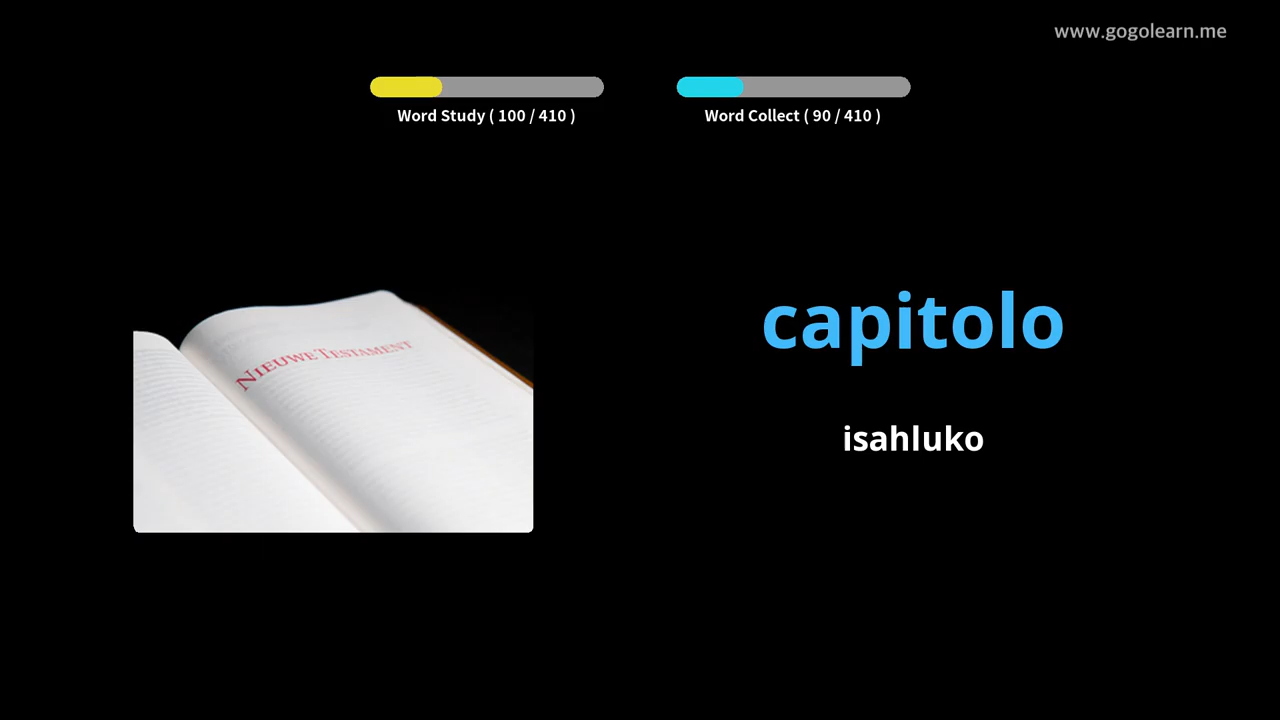 www.gogolearn.me
Word Study ( 100 / 410 )
Word Collect ( 90 / 410 )
NIEUWE TESTAMENT
capitolo
isahluko